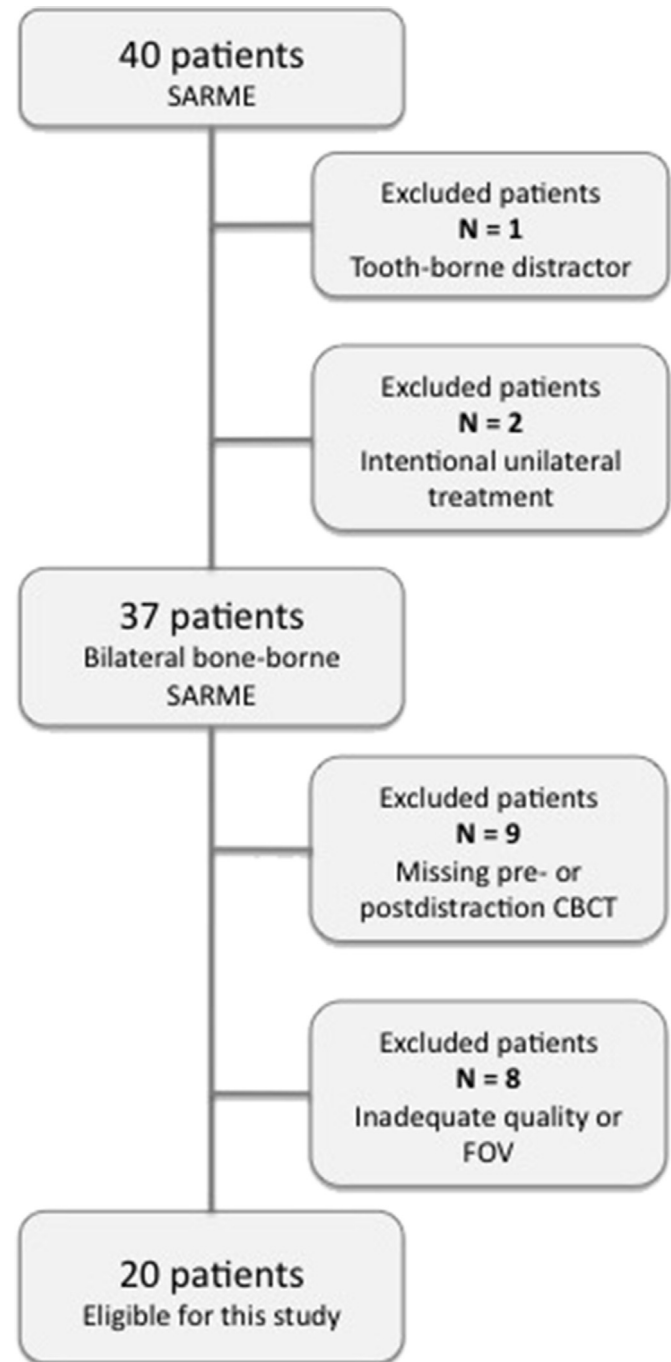 40 patients
SARME
Excluded patients
N = 1
Tooth-borne distractor
Excluded patients
N = 2
Intentional unilateral
treatment
37 patients
Bilateral bone-borne
SARME
Excluded patients
N = 9
Missing pre- or
postdistraction CBCT
Excluded patients
N = 8
Inadequate quality or
FOV
20 patients
Eligible for this study